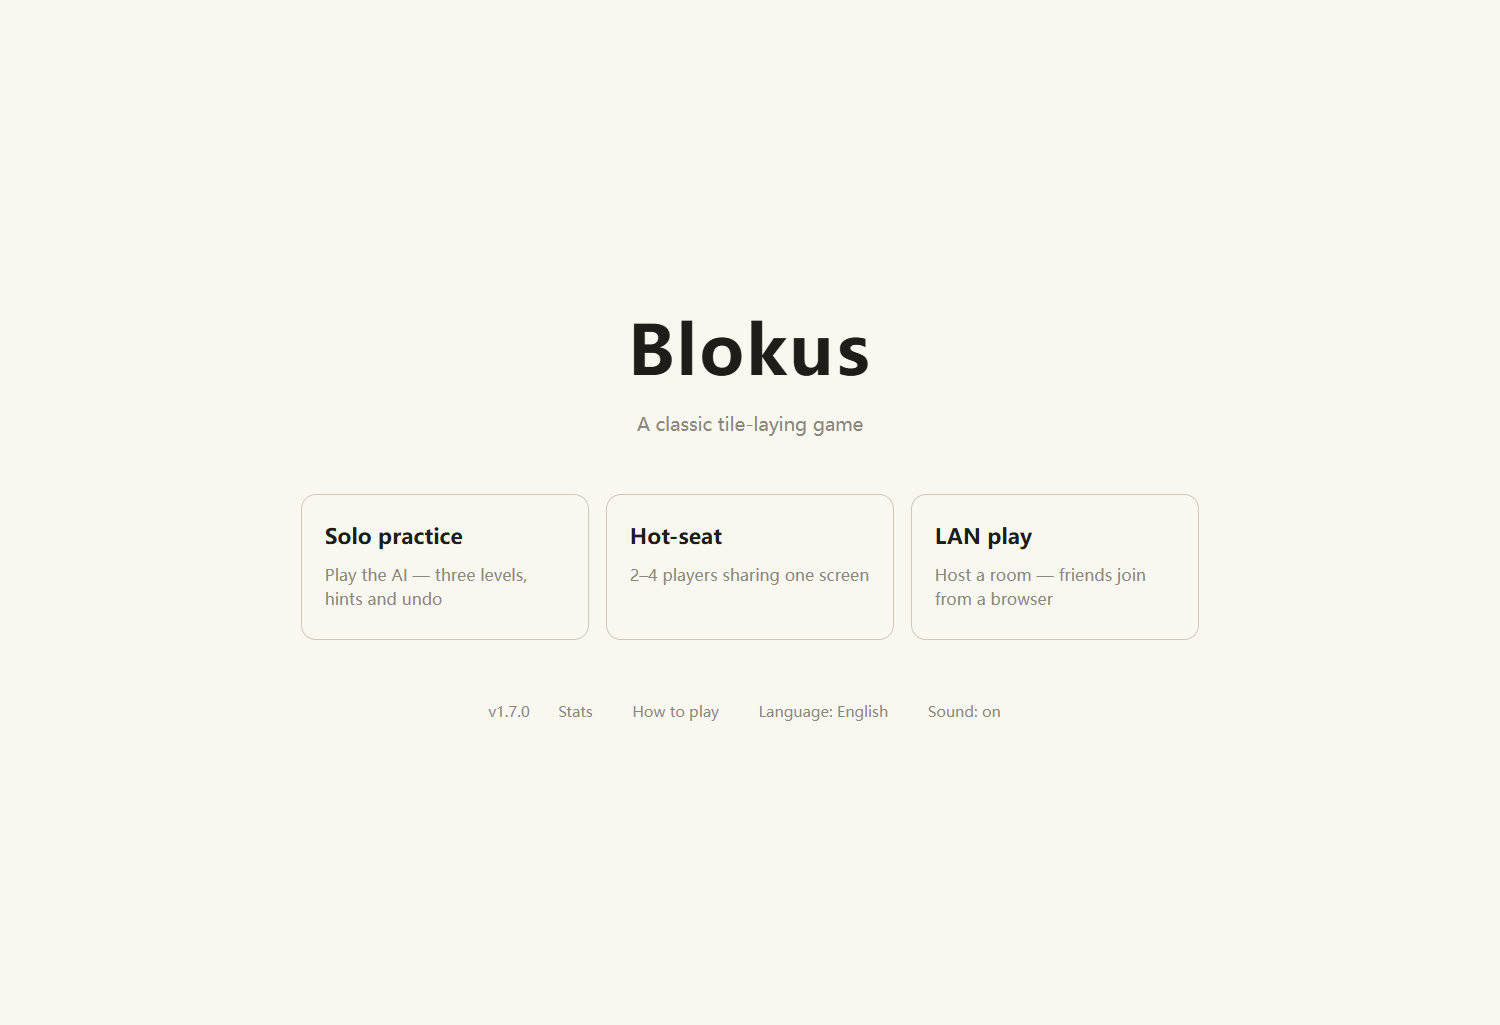 Blokus
A classic tile-laying game
Solo practice
Play the AI — three levels,
hints and undo
Hot-seat
2–4 players sharing one screen
LAN play
Host a room — friends join
from a browser
v1.7.0 Stats How to play Language: English Sound: on